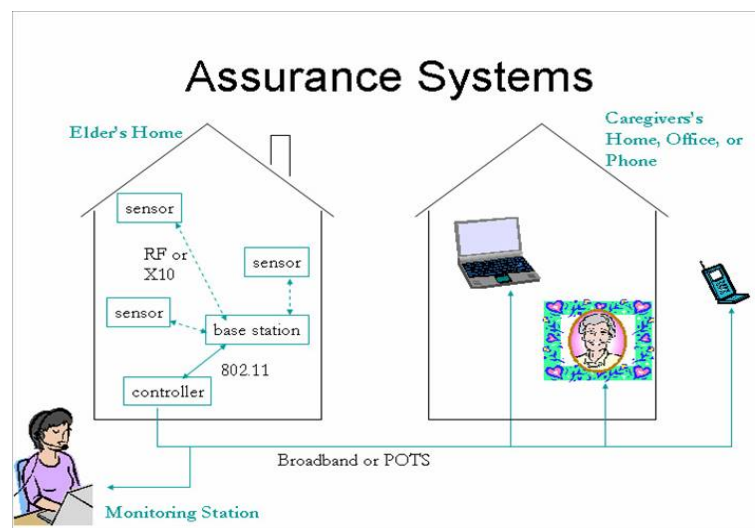 Assurance Systems
Elder's Home
Caregivers's
Home, Office, or
Phone
sensor
RF or
X10
sensor
sensor
base station
802.11
controller
Broadband or POTS
Monitoring Station